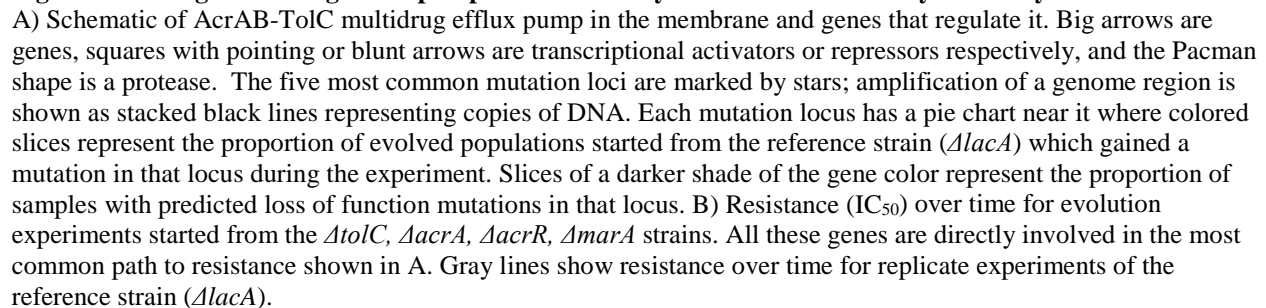 A) Schematic of AcrAB-TolC multidrug efflux pump in the membrane and genes that regulate it. Big arrows are
genes, squares with pointing or blunt arrows are transcriptional activators or repressors respectively, and the Pacman
shape is a protease.  The five most common mutation loci are marked by stars; amplification of a genome region is
shown as stacked black lines representing copies of DNA. Each mutation locus has a pie chart near it where colored
slices represent the proportion of evolved populations started from the reference strain (ΔlacA) which gained a
mutation in that locus during the experiment. Slices of a darker shade of the gene color represent the proportion of
samples with predicted loss of function mutations in that locus. B) Resistance (IC50) over time for evolution
experiments started from the ΔtolC, ΔacrA, ΔacrR, ΔmarA strains. All these genes are directly involved in the most
common path to resistance shown in A. Gray lines show resistance over time for replicate experiments of the
reference strain (ΔlacA).